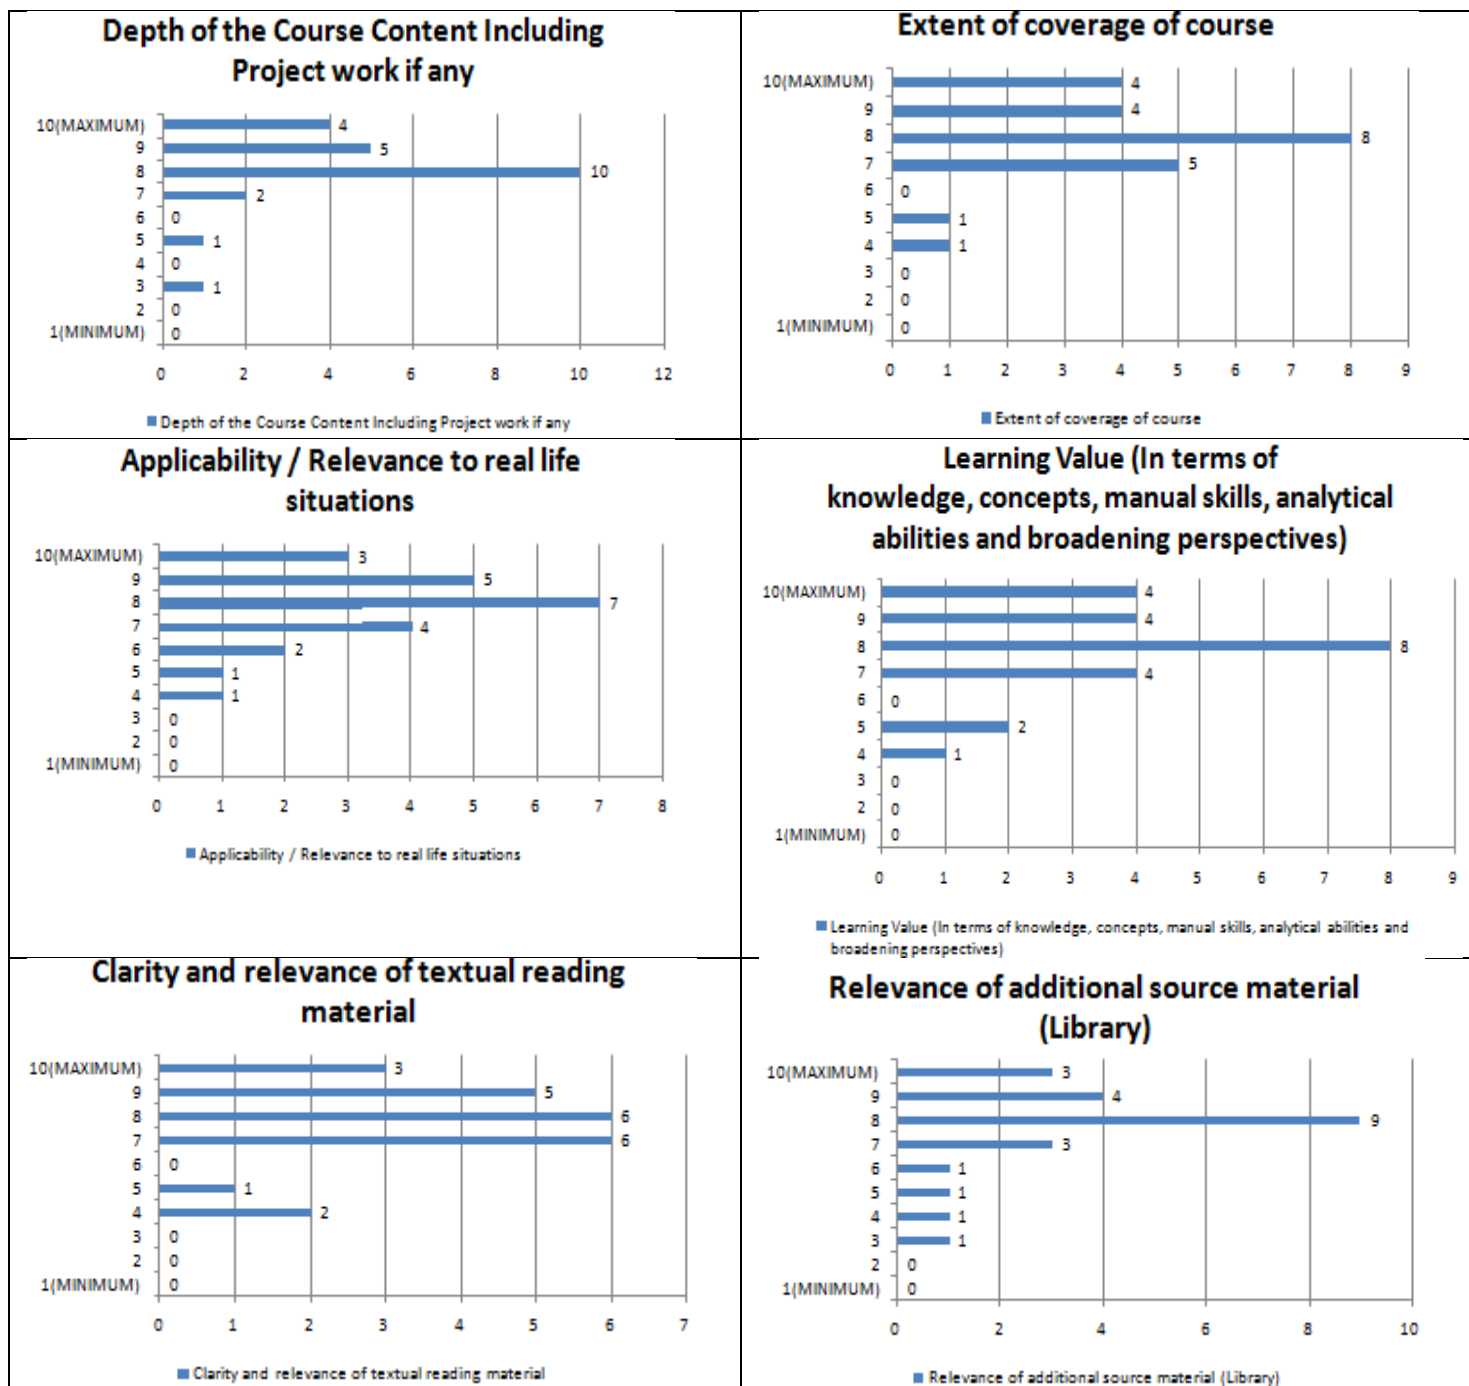 Depth of the Course Content Including
Project work if any
10(MAXIMUM) 4
9 5
8 10
7 2
6 0
5 1
4 0
3 1
2 0
1(MINIMUM) 0
0 2 4 6 8 10 12
Depth of the Course Content Including Project work if any
Extent of coverage of course
10(MAXIMUM) 4
9 4
8 8
7 5
6 0
5 1
4 1
3 0
2 0
1(MINIMUM) 0
0 1 2 3 4 5 6 7 8 9
Extent of coverage of course
Applicability / Relevance to real life
situations
10(MAXIMUM) 3
9 5
8 7
7 4
6 2
5 1
4 1
3 0
2 0
1(MINIMUM) 0
0 1 2 3 4 5 6 7 8
Applicability / Relevance to real life situations
Learning Value (In terms of
knowledge, concepts, manual skills, analytical
abilities and broadening perspectives)
10(MAXIMUM) 4
9 4
8 8
7 4
6 0
5 2
4 1
3 0
2 0
1(MINIMUM) 0
0 1 2 3 4 5 6 7 8 9
Learning Value (In terms of knowledge, concepts, manual skills, analytical abilities and
broadening perspectives)
Clarity and relevance of textual reading
material
10(MAXIMUM) 3
9 5
8 6
7 6
6 0
5 1
4 2
3 0
2 0
1(MINIMUM) 0
0 1 2 3 4 5 6 7
Clarity and relevance of textual reading material
Relevance of additional source material
(Library)
10(MAXIMUM) 3
9 4
8 9
7 3
6 1
5 1
4 1
3 1
2 0
1(MINIMUM) 0
0 2 4 6 8 10
Relevance of additional source material (Library)